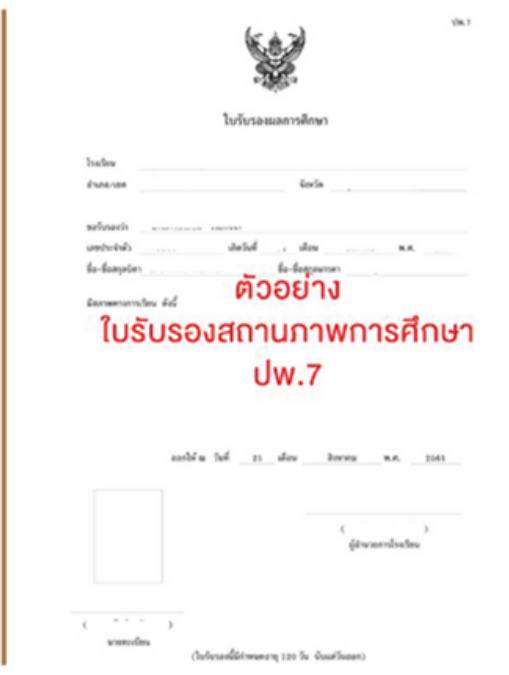 ปพ.7
ใบรับรองผลการศึกษา
โรงเรียน
อำเภอ/เขต จังหวัด
ขอรับรองว่า
เลขประจำตัว เกิดวันที่ เดือน พ.ศ.
ชื่อ-ชื่อสกุลบิดา ชื่อ-ชื่อสกุลมารดา
มีสภาพทางการเรียน ดังนี้
ตัวอย่าง
ใบรับรองสถานภาพการศึกษา
ปพ.7
ออกให้ ณ วันที่ 21 เดือน สิงหาคม พ.ศ. 2561
( )
ผู้อำนวยการโรงเรียน
( )
นายทะเบียน
(ใบรับรองนี้มีกำหนดอายุ 120 วัน นับแต่วันออก)